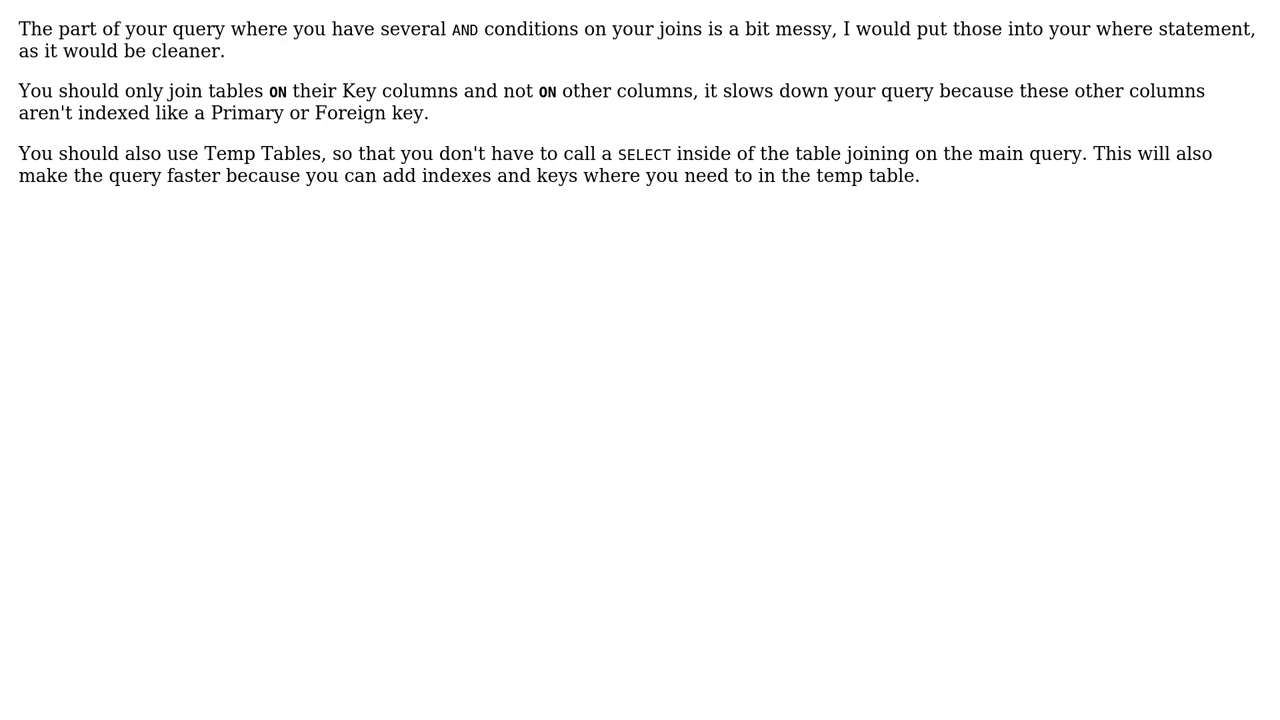 The part of your query where you have several AND conditions on your joins is a bit messy, I would put those into your where statement,
as it would be cleaner.
You should only join tables ON their Key columns and not ON other columns, it slows down your query because these other columns
aren't indexed like a Primary or Foreign key.
You should also use Temp Tables, so that you don't have to call a SELECT inside of the table joining on the main query. This will also
make the query faster because you can add indexes and keys where you need to in the temp table.